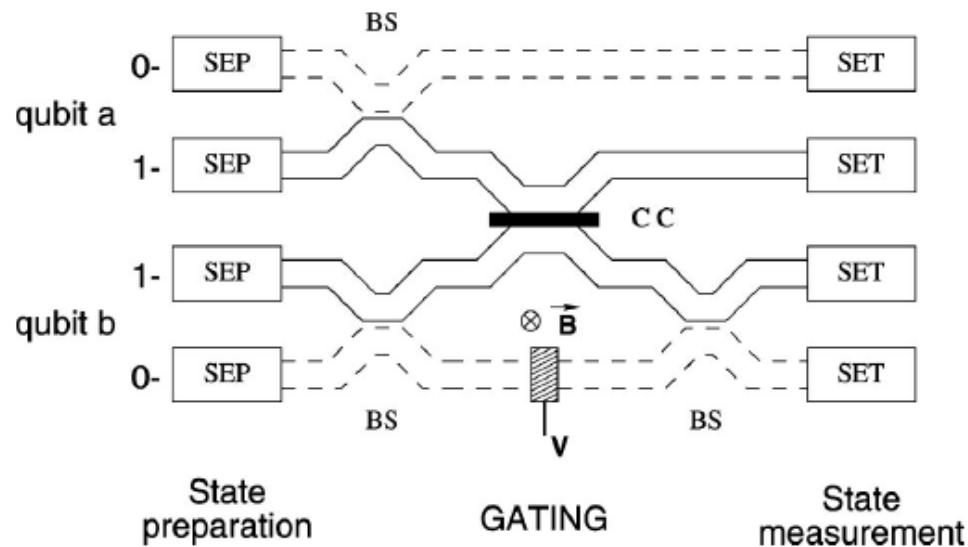 BS
0- SEP SET
qubit a
1- SEP SET
C C
1- SEP SET
qubit b
B
0- SEP SET
BS BS
V
State preparation GATING State measurement